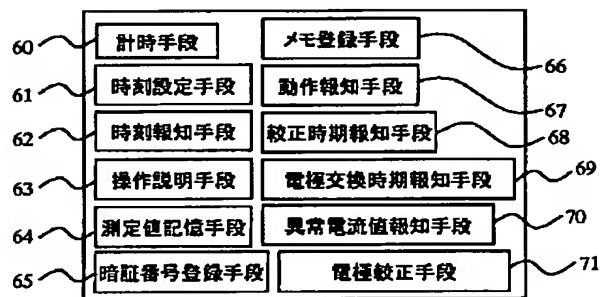 60 計時手段 メモ登録手段 66
61 時刻設定手段 動作報知手段 67
62 時刻報知手段 較正時期報知手段 68
63 操作説明手段 電極交換時期報知手段 69
64 測定値記憶手段 異常電流値報知手段 70
65 暗証番号登録手段 電極較正手段 71